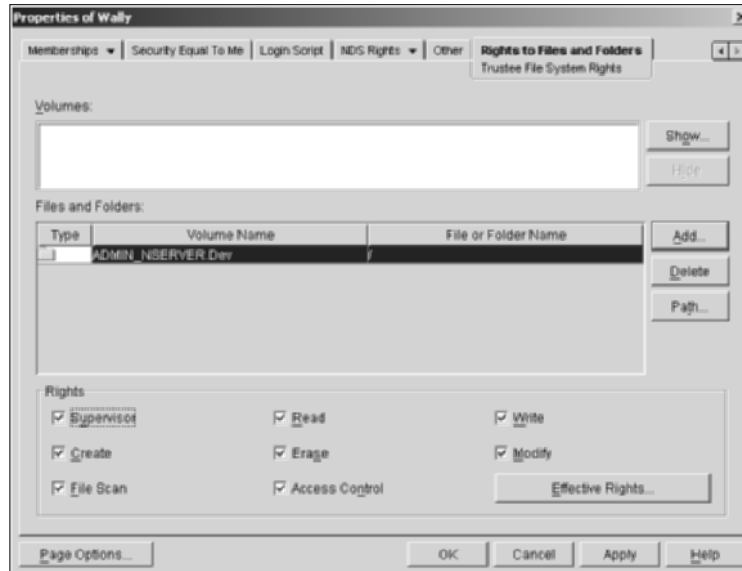 Properties of Wally
Memberships Security Equal To Me Login Script NDS Rights Other Rights to Files and Folders
Trustee File System Rights
Volumes:
Show...
Hide
Files and Folders:
Type Volume Name File or Folder Name
ADMIN_NSERVER.Dev /
Add...
Delete
Path...
Rights
Supervisor Read Write
Create Erase Modify
File Scan Access Control Effective Rights...
Page Options... OK Cancel Apply Help